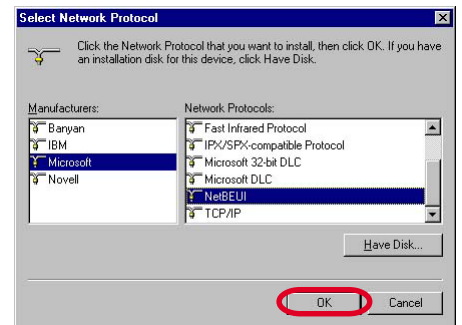 Select Network Protocol
Click the Network Protocol that you want to install, then click OK. If you have
an installation disk for this device, click Have Disk.
Manufacturers:
Banyan
IBM
Microsoft
Novell
Network Protocols:
Fast Infrared Protocol
IPX/SPX-compatible Protocol
Microsoft 32-bit DLC
Microsoft DLC
NetBEUI
TCP/IP
Have Disk...
OK
Cancel